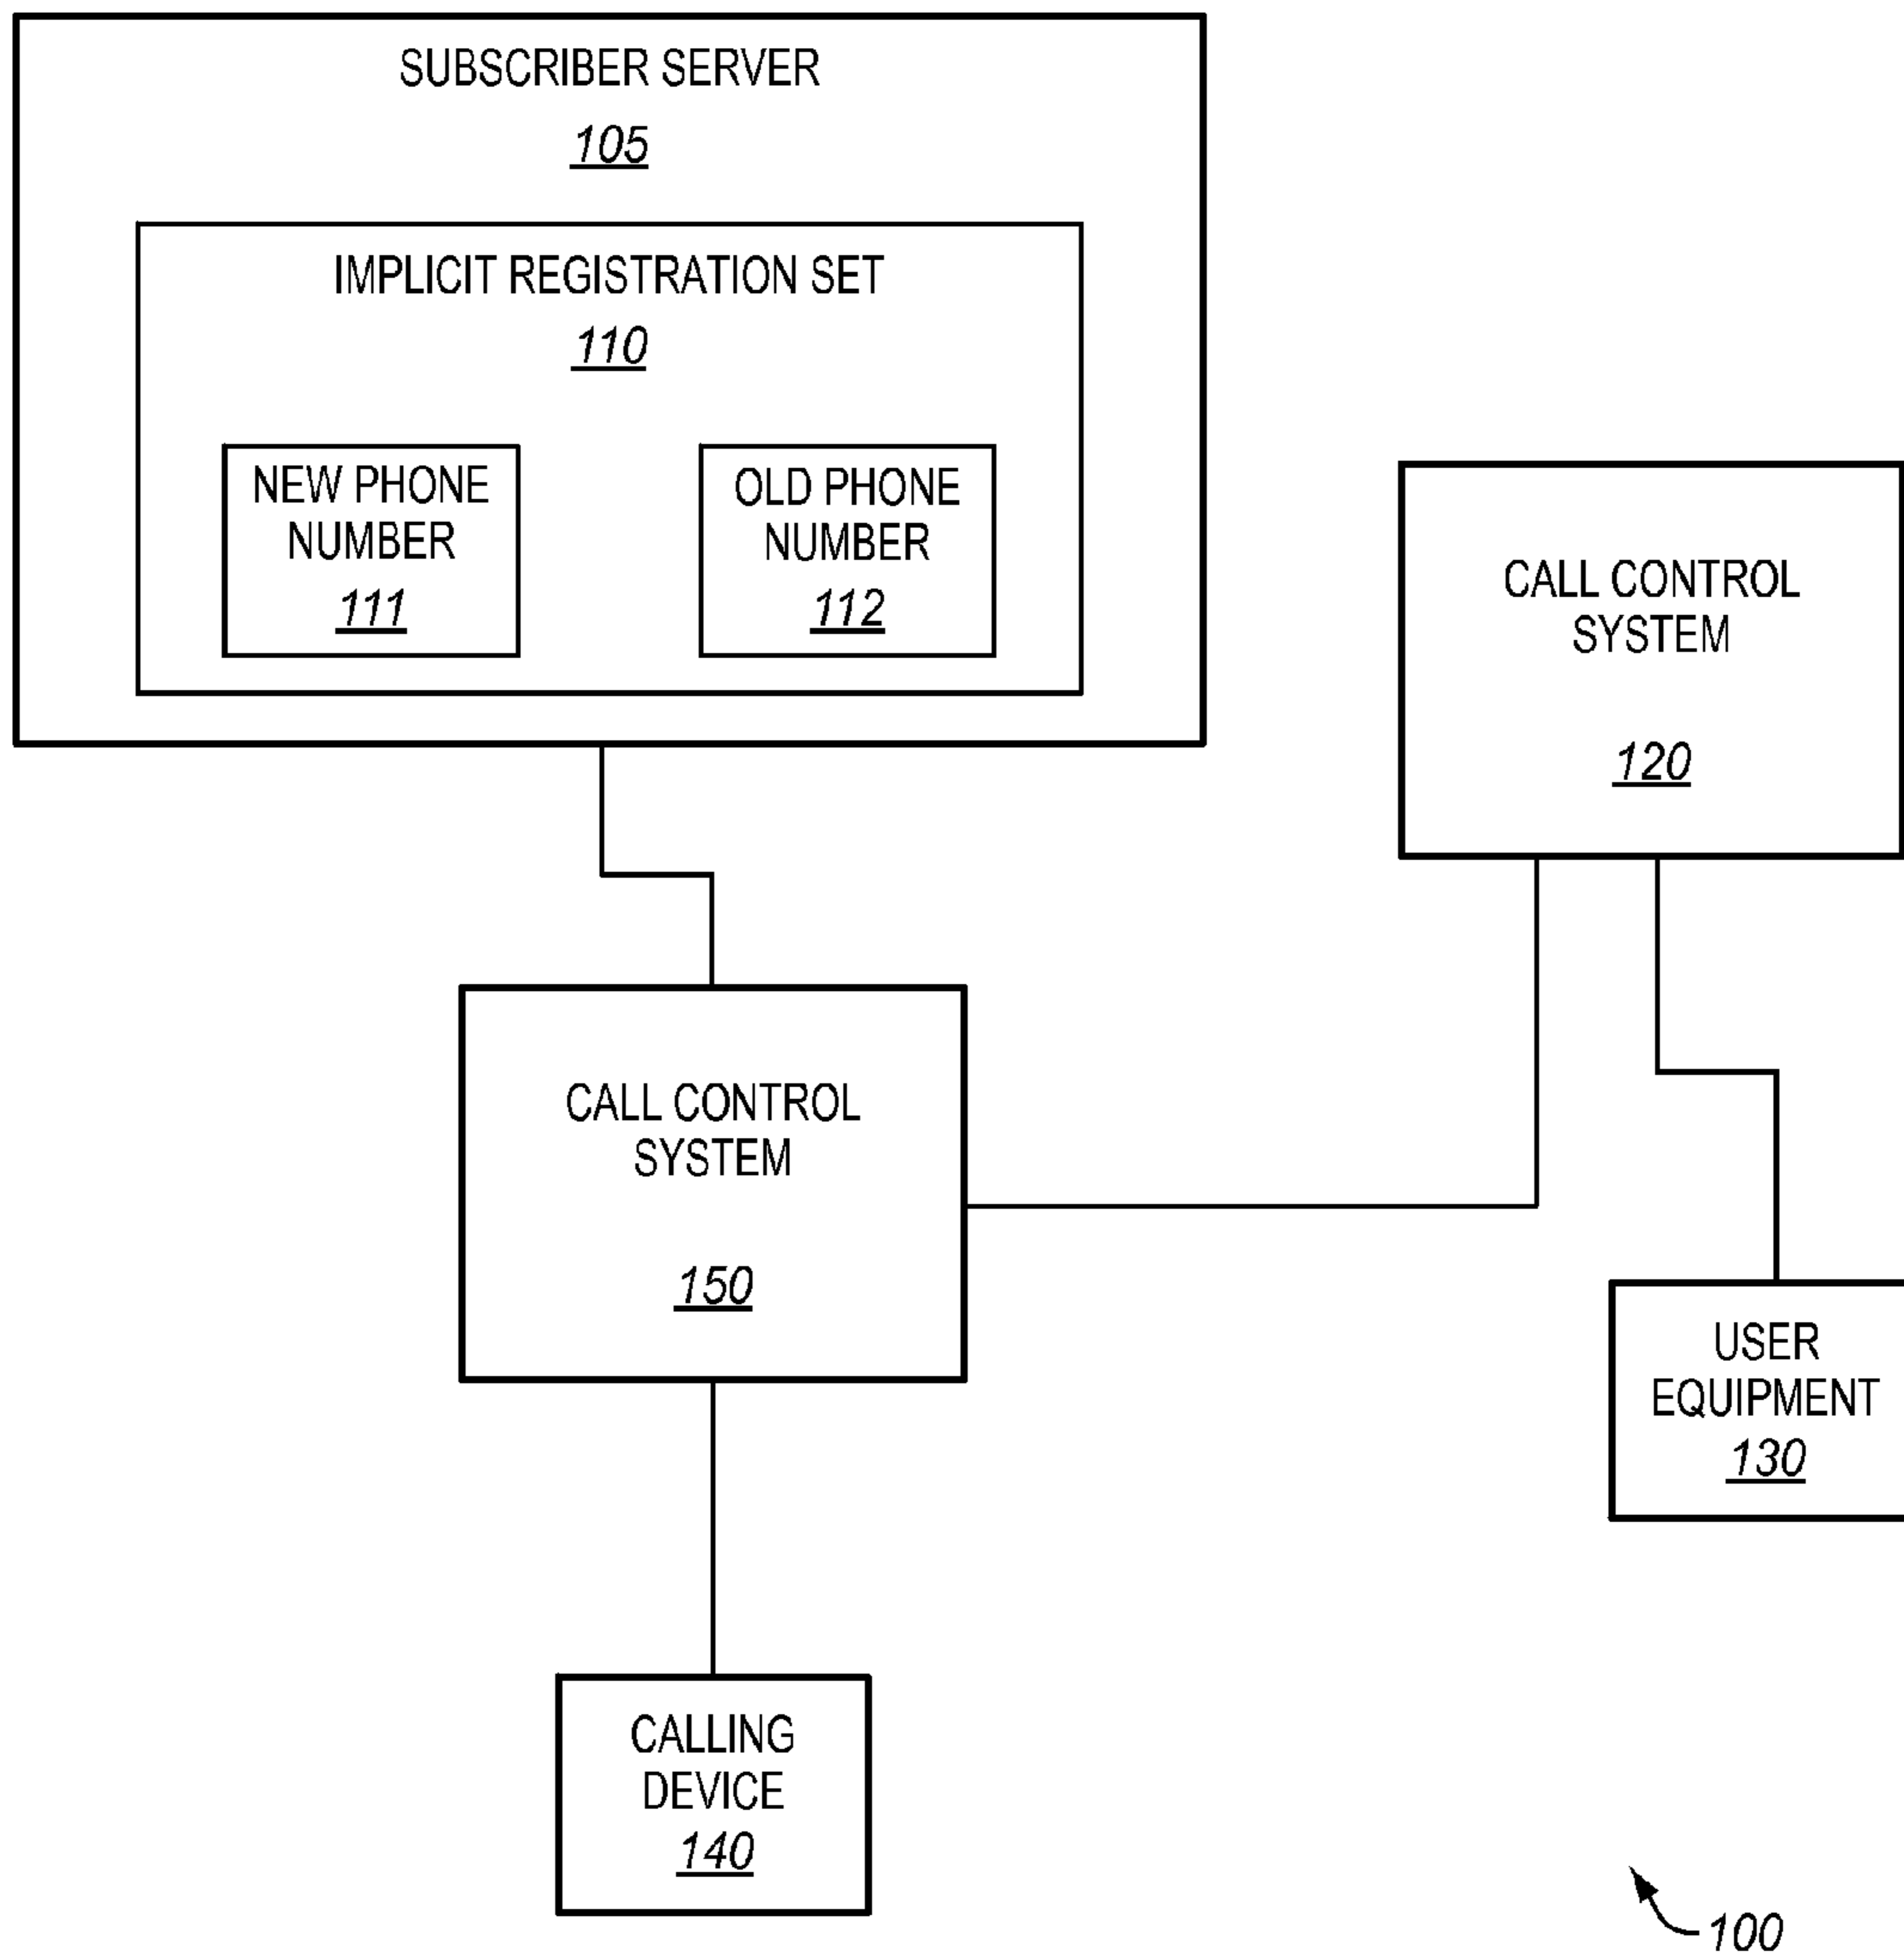 SUBSCRIBER SERVER
105
IMPLICIT REGISTRATION SET
110
NEW PHONE
NUMBER
111
OLD PHONE
NUMBER
112
CALL CONTROL
SYSTEM
120
CALL CONTROL
SYSTEM
150
USER
EQUIPMENT
130
CALLING
DEVICE
140
100